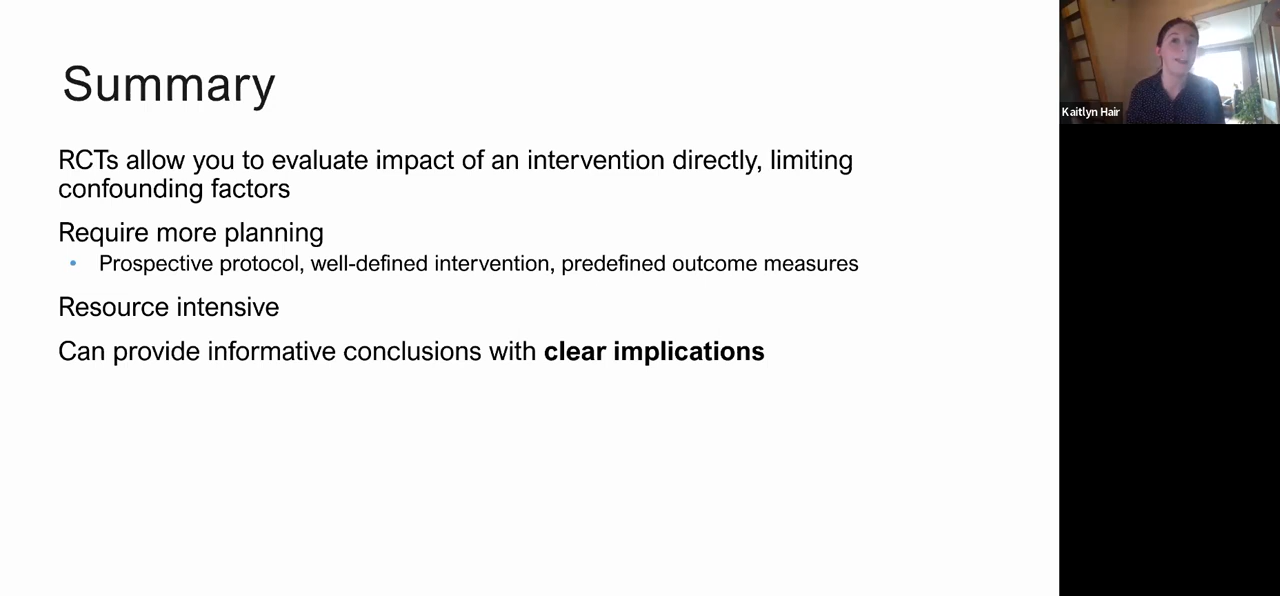 Summary
RCTs allow you to evaluate impact of an intervention directly, limiting
confounding factors
Require more planning
• Prospective protocol, well-defined intervention, predefined outcome measures
Resource intensive
Can provide informative conclusions with clear implications
Kaitlyn Hair